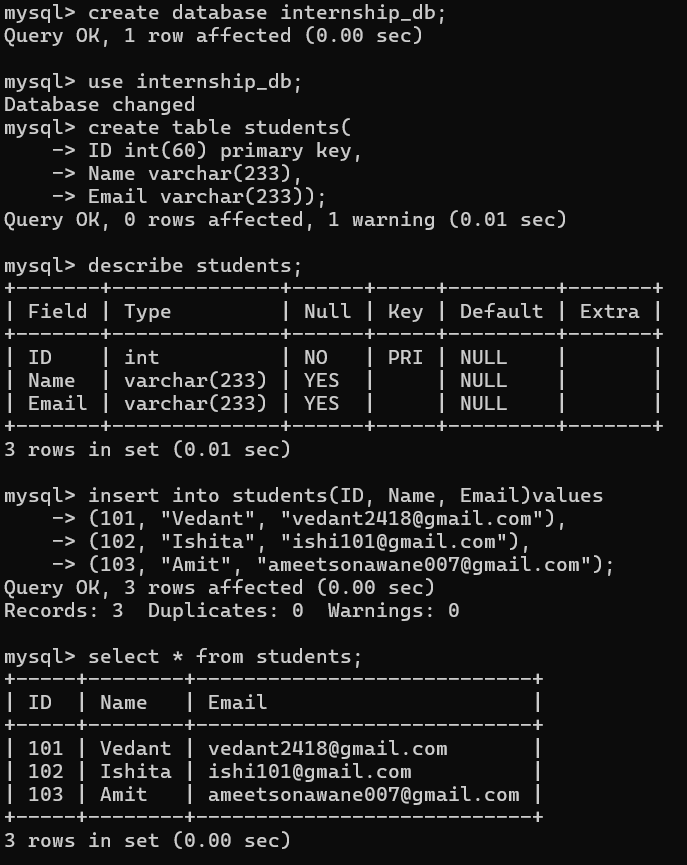 mysql> create database internship_db;
Query OK, 1 row affected (0.00 sec)

mysql> use internship_db;
Database changed
mysql> create table students(
    -> ID int(60) primary key,
    -> Name varchar(233),
    -> Email varchar(233));
Query OK, 0 rows affected, 1 warning (0.01 sec)

mysql> describe students;
+-------+--------------+------+-----+---------+-------+
| Field | Type         | Null | Key | Default | Extra |
+-------+--------------+------+-----+---------+-------+
| ID    | int          | NO   | PRI | NULL    |       |
| Name  | varchar(233) | YES  |     | NULL    |       |
| Email | varchar(233) | YES  |     | NULL    |       |
+-------+--------------+------+-----+---------+-------+
3 rows in set (0.01 sec)

mysql> insert into students(ID, Name, Email)values
    -> (101, "Vedant", "vedant2418@gmail.com"),
    -> (102, "Ishita", "ishi101@gmail.com"),
    -> (103, "Amit", "ameetsonawane007@gmail.com");
Query OK, 3 rows affected (0.00 sec)
Records: 3  Duplicates: 0  Warnings: 0

mysql> select * from students;
+-----+--------+----------------------------+
| ID  | Name   | Email                      |
+-----+--------+----------------------------+
| 101 | Vedant | vedant2418@gmail.com       |
| 102 | Ishita | ishi101@gmail.com          |
| 103 | Amit   | ameetsonawane007@gmail.com |
+-----+--------+----------------------------+
3 rows in set (0.00 sec)